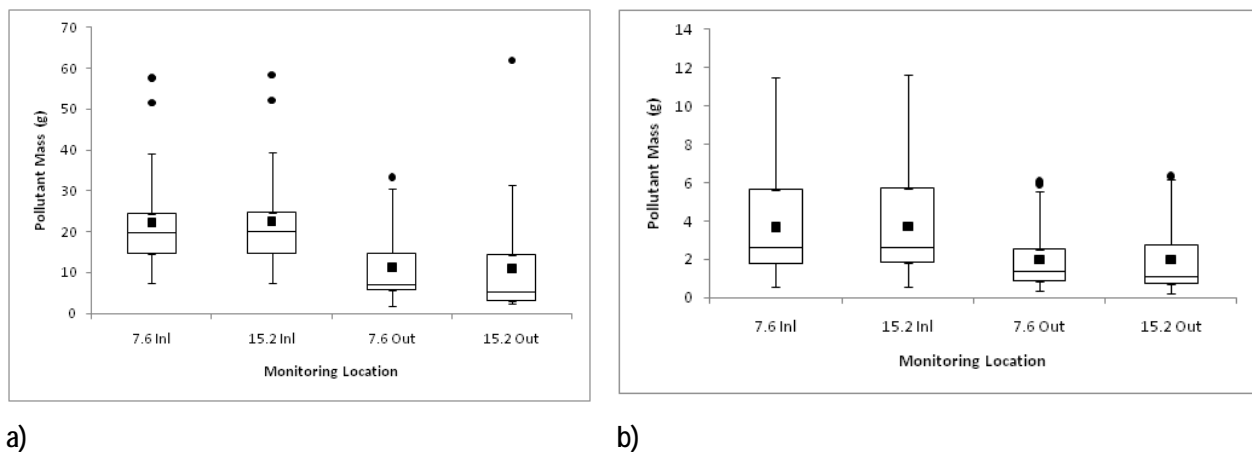 70
60
50
40
30
20
10
0
Pollutant Mass (g)
7.6 Inl 15.2 Inl 7.6 Out 15.2 Out
Monitoring Location
a)
14
12
10
8
6
4
2
0
Pollutant Mass (g)
7.6 Inl 15.2 Inl 7.6 Out 15.2 Out
Monitoring Location
b)